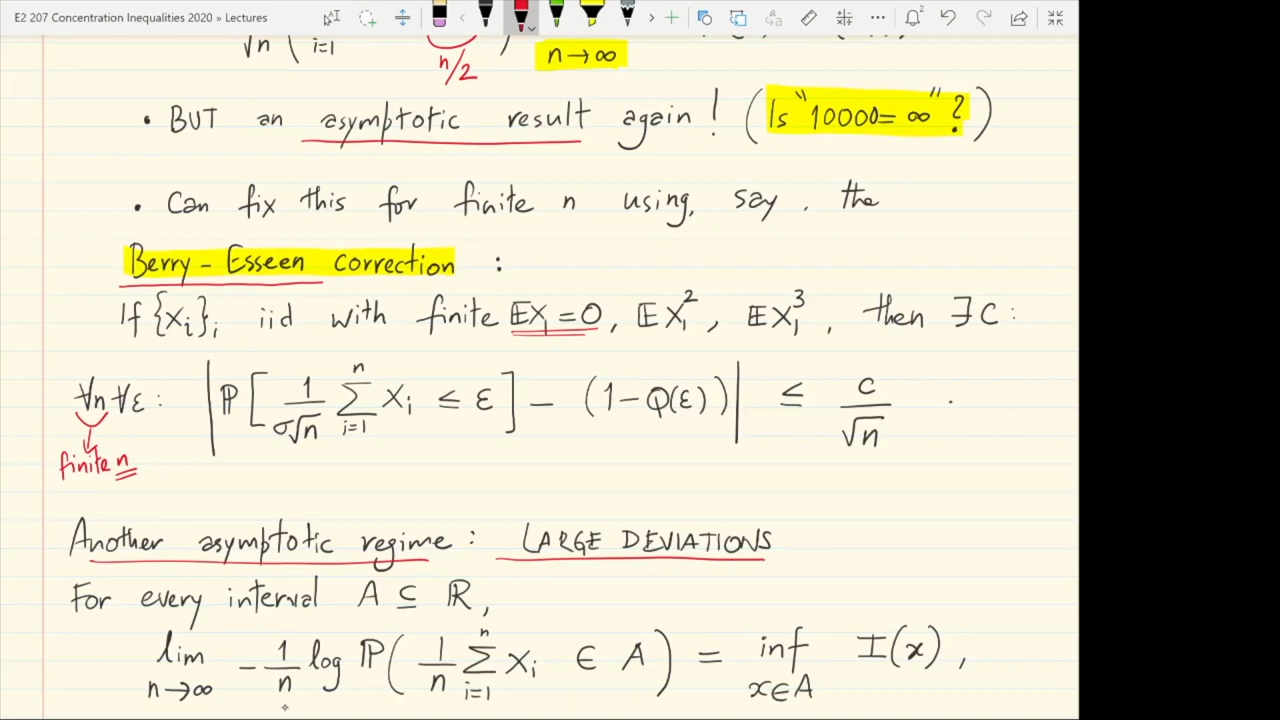 E2 207 Concentration Inequalities 2020 » Lectures
√n ( i=1 )
n/2
n → ∞
• BUT an asymptotic result again! (Is "10000 = ∞"?)
• Can fix this for finite n using, say, the
Berry - Esseen correction :
If {Xi}i iid with finite 𝔼X₁ = 0, 𝔼X₁², 𝔼X₁³, then ∃ C :
∀n ∀ε : | ℙ[ 1/(σ√n) ∑_{i=1}^{n} Xi ≤ ε ] − (1 − Q(ε)) | ≤ C/√n .
finite n
Another asymptotic regime : LARGE DEVIATIONS
For every interval A ⊆ ℝ,
lim_{n→∞} − 1/n log ℙ( 1/n ∑_{i=1}^{n} Xi ∈ A ) = inf_{x∈A} I(x) ,